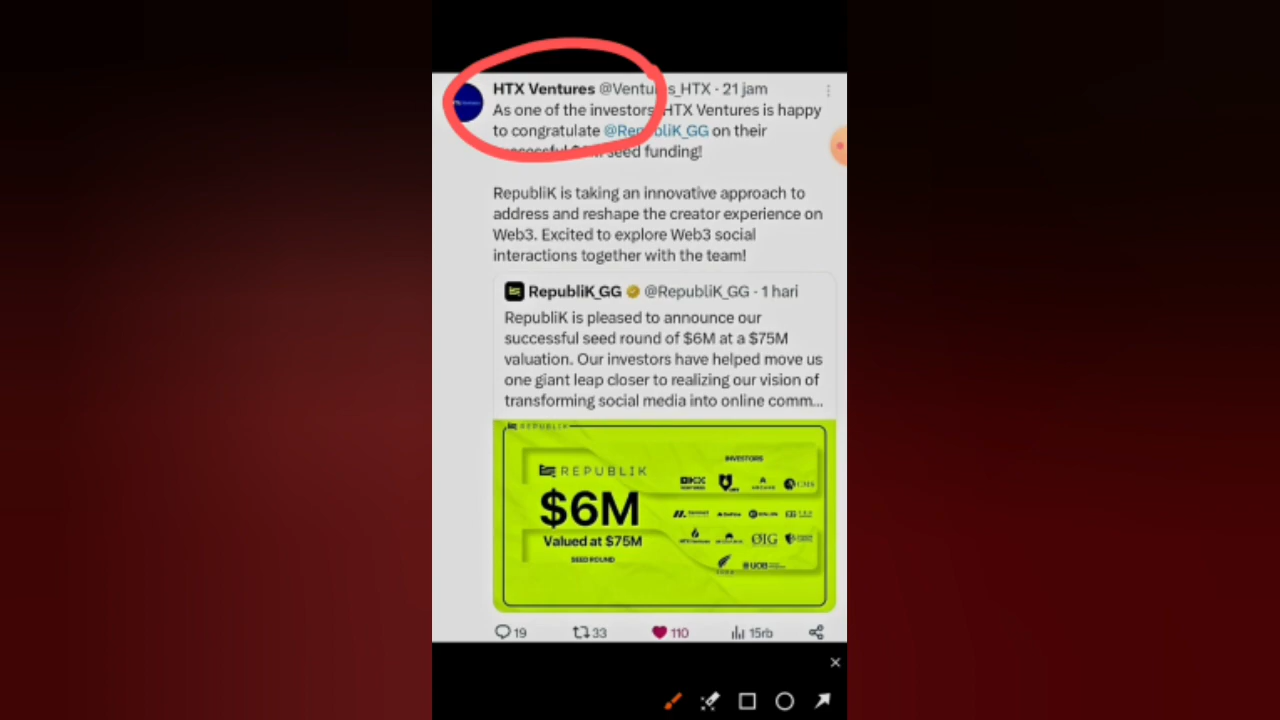 HTX Ventures @Ventures_HTX · 21 jam
As one of the investors, HTX Ventures is happy
to congratulate @RepubliK_GG on their
successful $6M seed funding!
RepubliK is taking an innovative approach to
address and reshape the creator experience on
Web3. Excited to explore Web3 social
interactions together with the team!
RepubliK_GG @RepubliK_GG · 1 hari
RepubliK is pleased to announce our
successful seed round of $6M at a $75M
valuation. Our investors have helped move us
one giant leap closer to realizing our vision of
transforming social media into online comm...
REPUBLIK
INVESTORS
REPUBLIK
$6M
Valued at $75M
SEED ROUND
ØIG
UOB
19 33 110 15rb